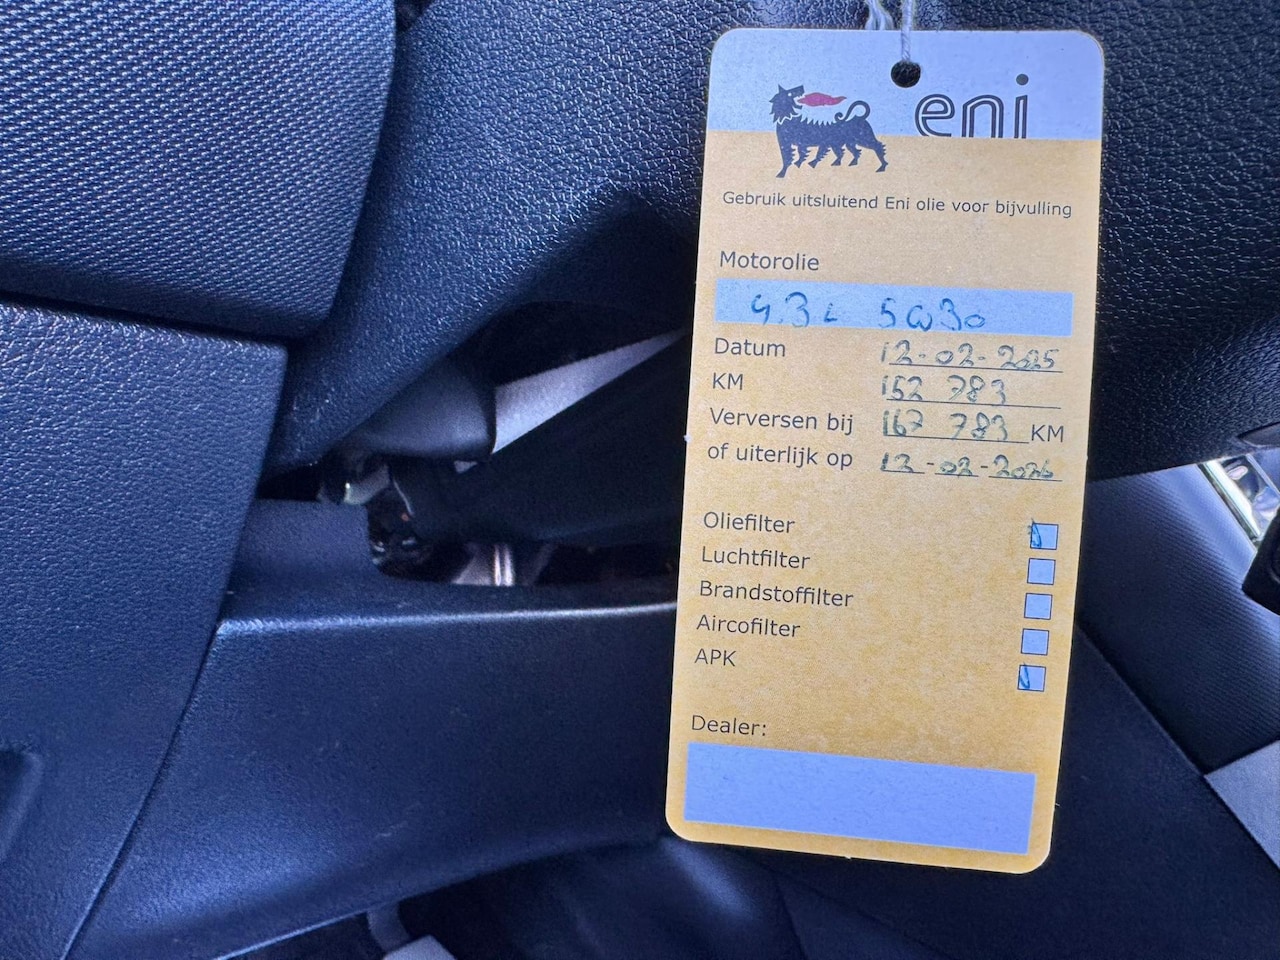 eni
Gebruik uitsluitend Eni olie voor bijvulling
Motorolie
4.3L 5W30
Datum 12-02-2025
KM 152 783
Verversen bij 167 783 KM
of uiterlijk op 12-02-2026
Oliefilter
Luchtfilter
Brandstoffilter
Aircofilter
APK
Dealer: